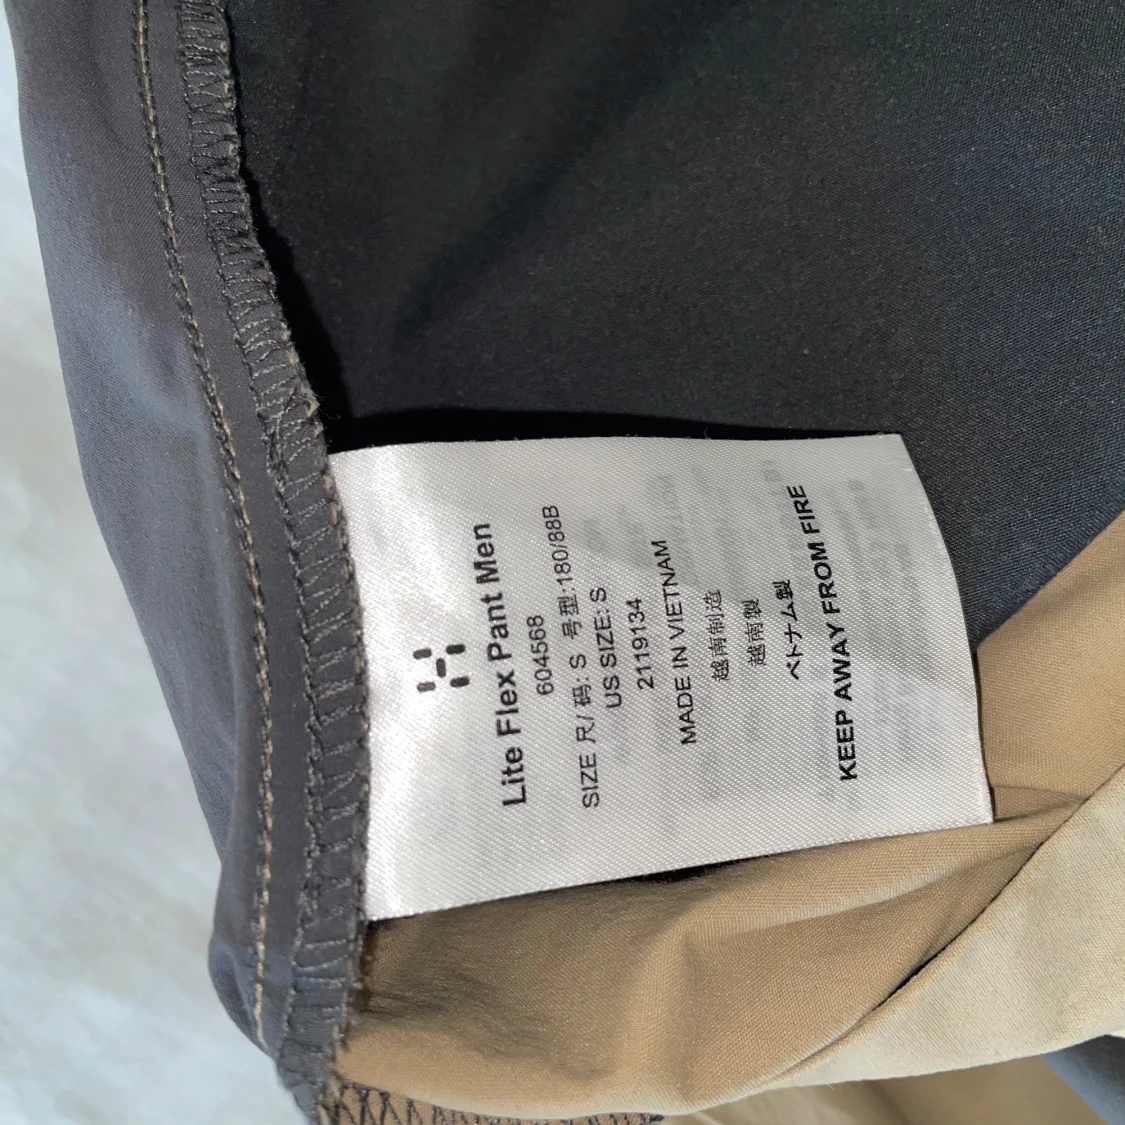 Lite Flex Pant Men
604568
SIZE 尺/ 码: S 号型:180/88B
US SIZE: S
2119134
MADE IN VIETNAM
越南制造
越南製
ベトナム製
KEEP AWAY FROM FIRE